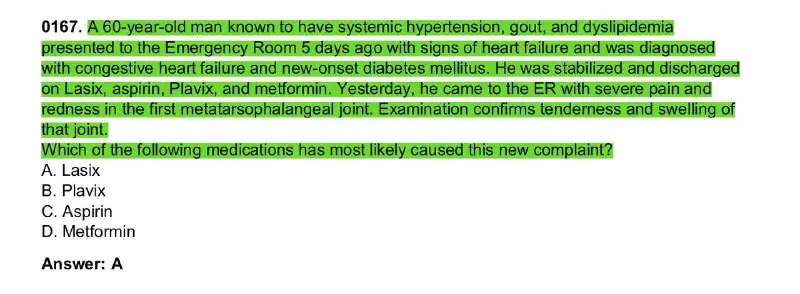 0167. A 60-year-old man known to have systemic hypertension, gout, and dyslipidemia
presented to the Emergency Room 5 days ago with signs of heart failure and was diagnosed
with congestive heart failure and new-onset diabetes mellitus. He was stabilized and discharged
on Lasix, aspirin, Plavix, and metformin. Yesterday, he came to the ER with severe pain and
redness in the first metatarsophalangeal joint. Examination confirms tenderness and swelling of
that joint.
Which of the following medications has most likely caused this new complaint?
A. Lasix
B. Plavix
C. Aspirin
D. Metformin
Answer: A